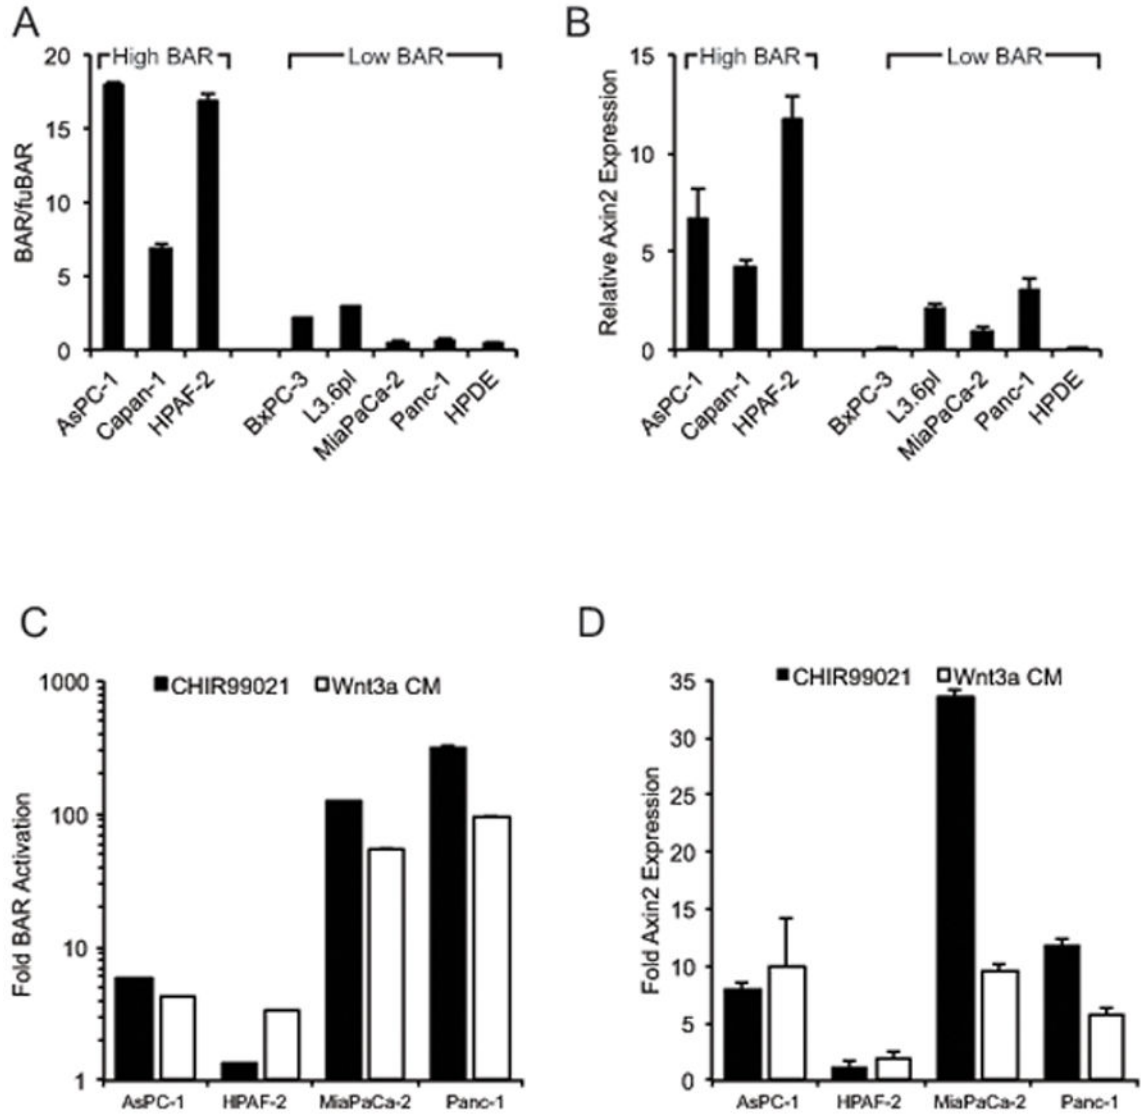 A
BAR/fuBAR
20
15
10
5
0
High BAR
Low BAR
AsPC-1
Capan-1
HPAF-2
BxPC-3
L3.6pl
MiaPaCa-2
Panc-1
HPDE
B
Relative Axin2 Expression
15
10
5
0
High BAR
Low BAR
AsPC-1
Capan-1
HPAF-2
BxPC-3
L3.6pl
MiaPaCa-2
Panc-1
HPDE
C
Fold BAR Activation
1000
100
10
1
CHIR99021
Wnt3a CM
AsPC-1
HPAF-2
MiaPaCa-2
Panc-1
D
Fold Axin2 Expression
35
30
25
20
15
10
5
0
CHIR99021
Wnt3a CM
AsPC-1
HPAF-2
MiaPaCa-2
Panc-1